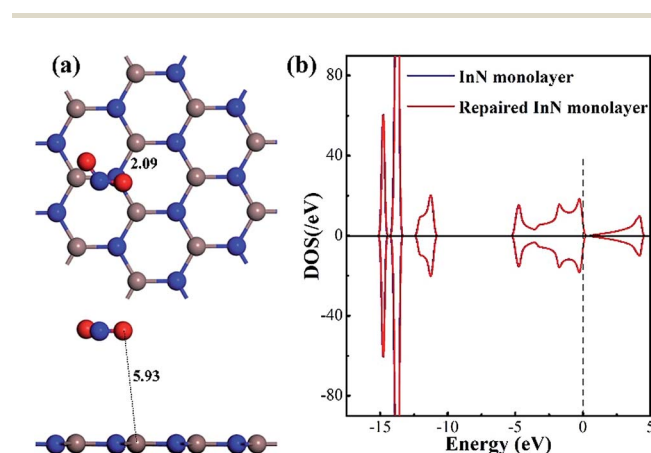 (a)
2.09
5.93
(b)
InN monolayer
Repaired InN monolayer
DOS(/eV)
80
40
0
-40
-80
-15
-10
-5
0
5
Energy (eV)